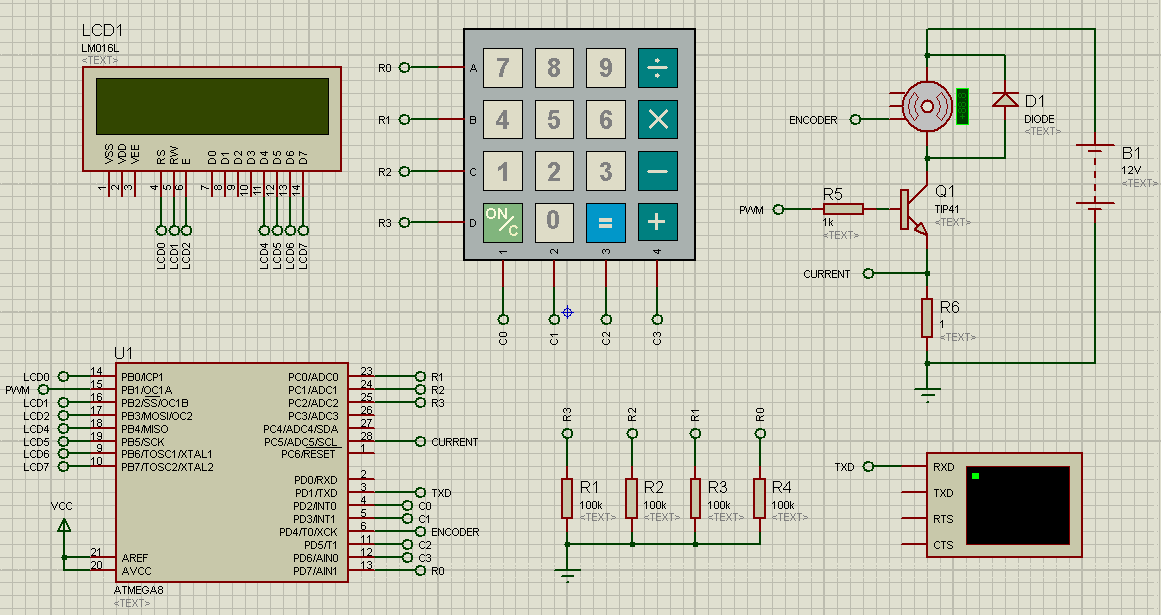 LCD1
LM016L
<TEXT>
VSS VDD VEE RS RW E D0 D1 D2 D3 D4 D5 D6 D7
1 2 3 4 5 6 7 8 9 10 11 12 13 14
LCD0 LCD1 LCD2 LCD4 LCD5 LCD6 LCD7
R0 A 7 8 9 ÷
R1 B 4 5 6 ×
R2 C 1 2 3 −
R3 D ON/C 0 = +
1 2 3 4
C0 C1 C2 C3
ENCODER
D1
DIODE
<TEXT>
B1
12V
<TEXT>
PWM
R5
1k
<TEXT>
Q1
TIP41
<TEXT>
CURRENT
R6
1
<TEXT>
U1
LCD0 14 PB0/ICP1 PC0/ADC0 23 R1
PWM 15 PB1/OC1A PC1/ADC1 24 R2
LCD1 16 PB2/SS/OC1B PC2/ADC2 25 R3
LCD2 17 PB3/MOSI/OC2 PC3/ADC3 26
LCD4 18 PB4/MISO PC4/ADC4/SDA 27
LCD5 19 PB5/SCK PC5/ADC5/SCL 28 CURRENT
LCD6 9 PB6/TOSC1/XTAL1 PC6/RESET 1
LCD7 10 PB7/TOSC2/XTAL2
PD0/RXD 2
PD1/TXD 3 TXD
PD2/INT0 4 C0
PD3/INT1 5 C1
PD4/T0/XCK 6 ENCODER
PD5/T1 11 C2
VCC
21 AREF PD6/AIN0 12 C3
20 AVCC PD7/AIN1 13 R0
ATMEGA8
<TEXT>
R3 R2 R1 R0
R1 R2 R3 R4
100k 100k 100k 100k
<TEXT> <TEXT> <TEXT> <TEXT>
TXD RXD
TXD
RTS
CTS